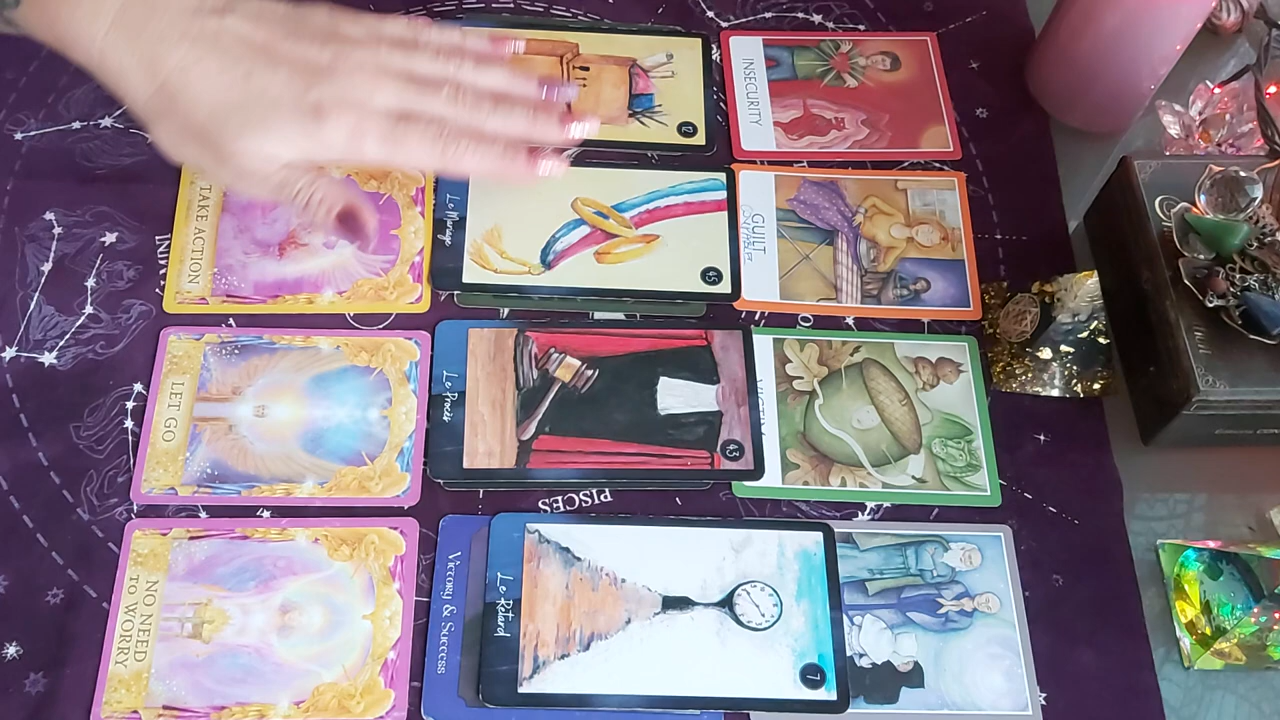 12
INSECURITY
TAKE ACTION
Le Mariage
45
GUILT
LET GO
Le Procès
43
PISCES
NO NEED
TO WORRY
Victory & Success
Le Retard
7